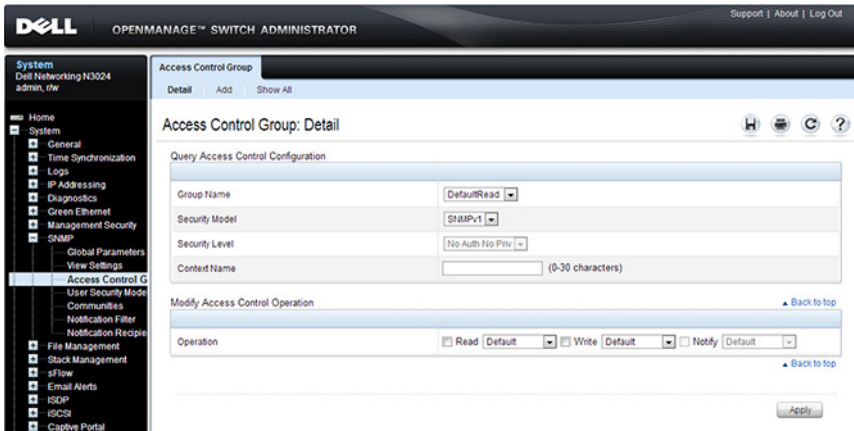 Support | About | Log Out
DELL OPENMANAGE™ SWITCH ADMINISTRATOR
System
Dell Networking N3024
admin, r/w
Home
System
General
Time Synchronization
Logs
IP Addressing
Diagnostics
Green Ethernet
Management Security
SNMP
Global Parameters
View Settings
Access Control G
User Security Mode
Communities
Notification Filter
Notification Recipie
File Management
Stack Management
sFlow
Email Alerts
ISDP
iSCSI
Captive Portal
Access Control Group
Detail Add Show All
Access Control Group: Detail
Query Access Control Configuration
Group Name DefaultRead
Security Model SNMPv1
Security Level No Auth No Priv
Context Name (0-30 characters)
Modify Access Control Operation Back to top
Operation Read Default Write Default Notify Default
Back to top
Apply